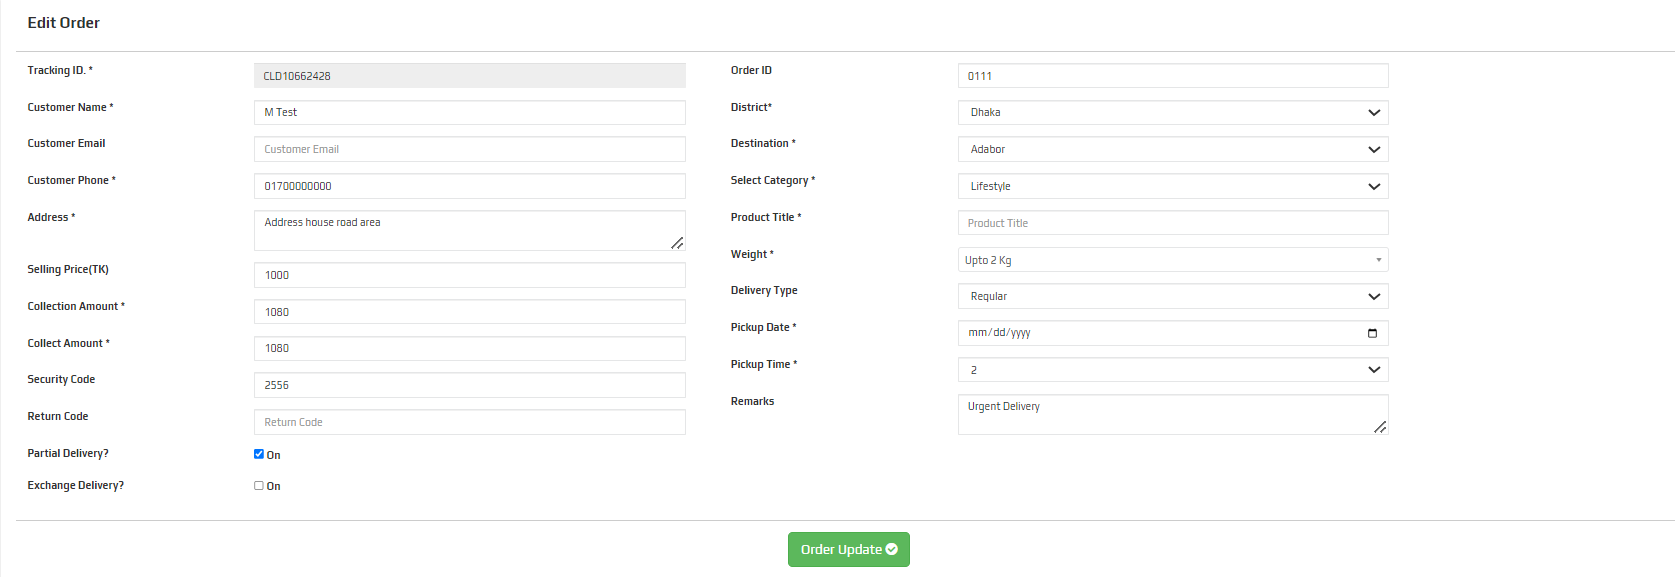 Edit Order
Tracking ID. *
CLD10662428
Customer Name *
M Test
Customer Email
Customer Email
Customer Phone *
01700000000
Address *
Address house road area
Selling Price(TK)
1000
Collection Amount *
1080
Collect Amount *
1080
Security Code
2556
Return Code
Return Code
Partial Delivery?
On
Exchange Delivery?
On
Order ID
0111
District*
Dhaka
Destination *
Adabor
Select Category *
Lifestyle
Product Title *
Product Title
Weight *
Upto 2 Kg
Delivery Type
Regular
Pickup Date *
mm/dd/yyyy
Pickup Time *
2
Remarks
Urgent Delivery
Order Update